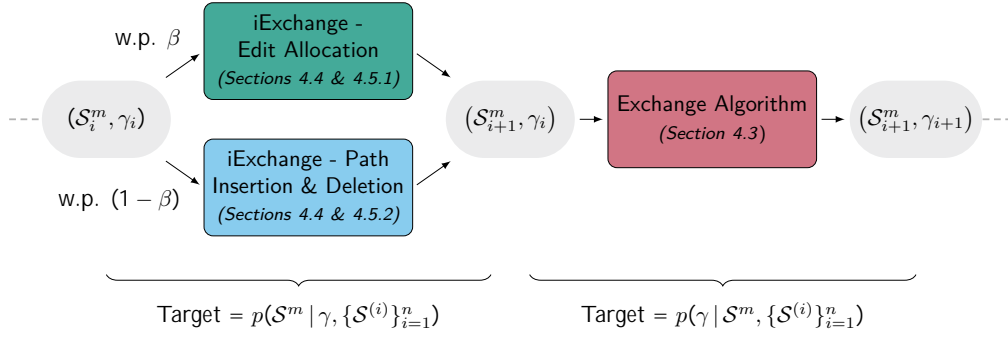 w.p. β
iExchange -
Edit Allocation
(Sections 4.4 & 4.5.1)
(𝒮ᵢᵐ, γᵢ)
w.p. (1 − β)
iExchange - Path
Insertion & Deletion
(Sections 4.4 & 4.5.2)
(𝒮ᵢ₊₁ᵐ, γᵢ)
Exchange Algorithm
(Section 4.3)
(𝒮ᵢ₊₁ᵐ, γᵢ₊₁)
Target = p(𝒮ᵐ | γ, {𝒮⁽ⁱ⁾}ᵢ₌₁ⁿ)
Target = p(γ | 𝒮ᵐ, {𝒮⁽ⁱ⁾}ᵢ₌₁ⁿ)